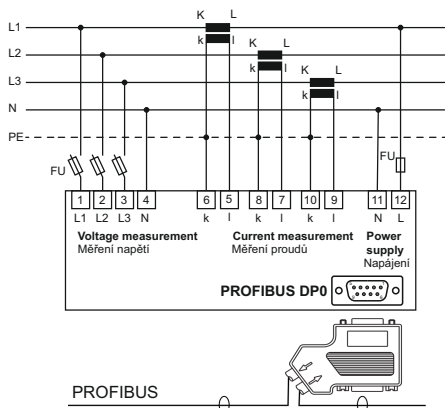 K L
L1
k l
K L
L2
k l
K L
L3
k l
N
PE
FU
FU
1 2 3 4 6 5 8 7 10 9 11 12
L1 L2 L3 N k l k l k l N L
Voltage measurement
Měření napětí
Current measurement
Měření proudů
Power
supply
Napájení
PROFIBUS DP0
PROFIBUS